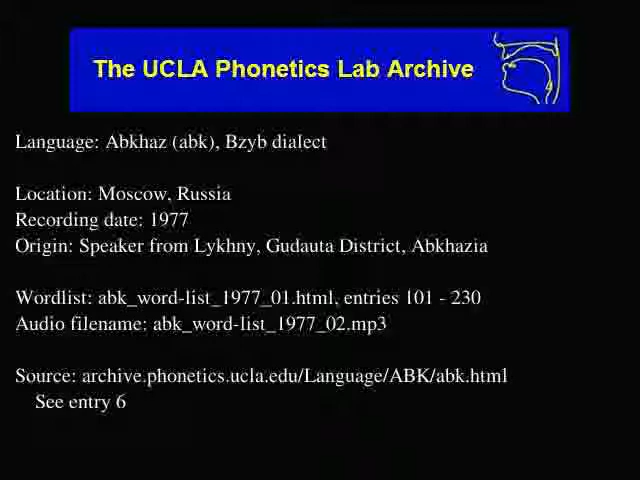 The UCLA Phonetics Lab Archive
Language: Abkhaz (abk), Bzyb dialect
Location: Moscow, Russia
Recording date: 1977
Origin: Speaker from Lykhny, Gudauta District, Abkhazia
Wordlist: abk_word-list_1977_01.html, entries 101 - 230
Audio filename: abk_word-list_1977_02.mp3
Source: archive.phonetics.ucla.edu/Language/ABK/abk.html
See entry 6